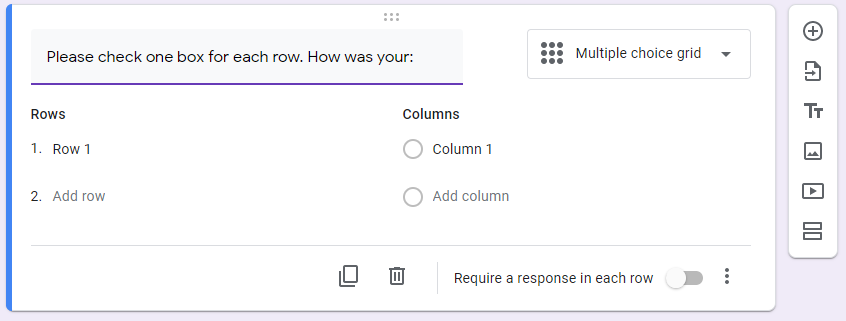 Please check one box for each row. How was your:
Multiple choice grid
Rows
Columns
1. Row 1
Column 1
2. Add row
Add column
Require a response in each row
Tт